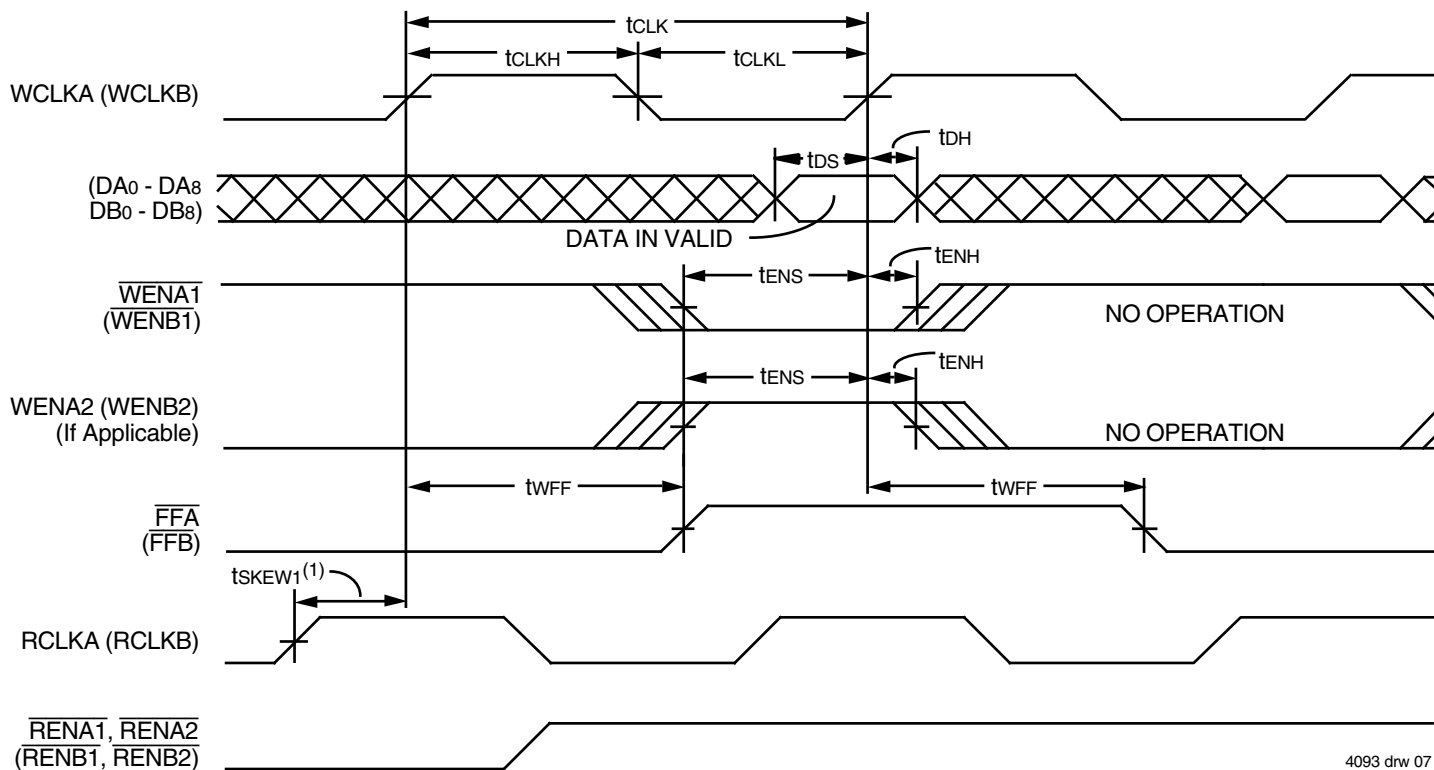 tCLK
tCLKH
tCLKL
WCLKA (WCLKB)
tDH
tDS
(DA0 - DA8
DB0 - DB8)
DATA IN VALID
tENH
tENS
WENA1
(WENB1)
NO OPERATION
tENH
tENS
WENA2 (WENB2)
(If Applicable)
NO OPERATION
tWFF
tWFF
FFA
(FFB)
tSKEW1(1)
RCLKA (RCLKB)
RENA1, RENA2
(RENB1, RENB2)
4093 drw 07